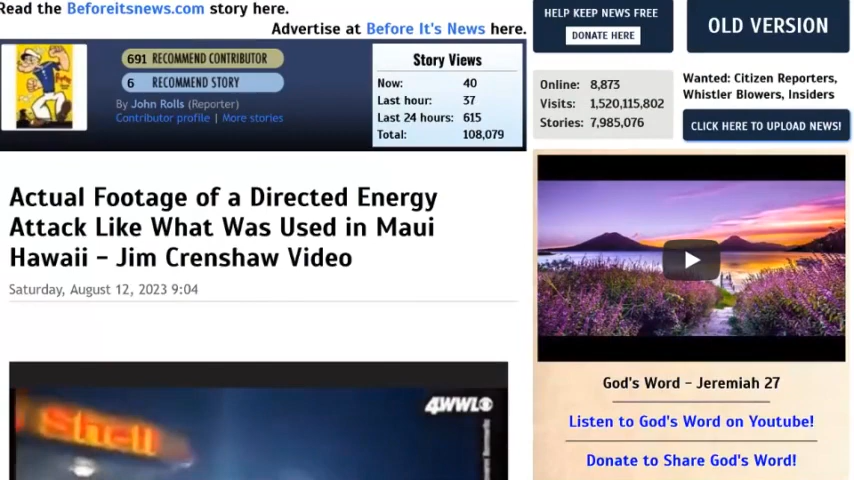 Read the Beforeitsnews.com story here.
Advertise at Before It's News here.
691 RECOMMEND CONTRIBUTOR
6 RECOMMEND STORY
By John Rolls (Reporter)
Contributor profile | More stories
Story Views
Now: 40
Last hour: 37
Last 24 hours: 615
Total: 108,079
HELP KEEP NEWS FREE
DONATE HERE
OLD VERSION
Online: 8,873
Visits: 1,520,115,802
Stories: 7,985,076
Wanted: Citizen Reporters,
Whistler Blowers, Insiders
CLICK HERE TO UPLOAD NEWS!
Actual Footage of a Directed Energy
Attack Like What Was Used in Maui
Hawaii – Jim Crenshaw Video
Saturday, August 12, 2023 9:04
4WWL
Shell
God's Word – Jeremiah 27
Listen to God's Word on Youtube!
Donate to Share God's Word!